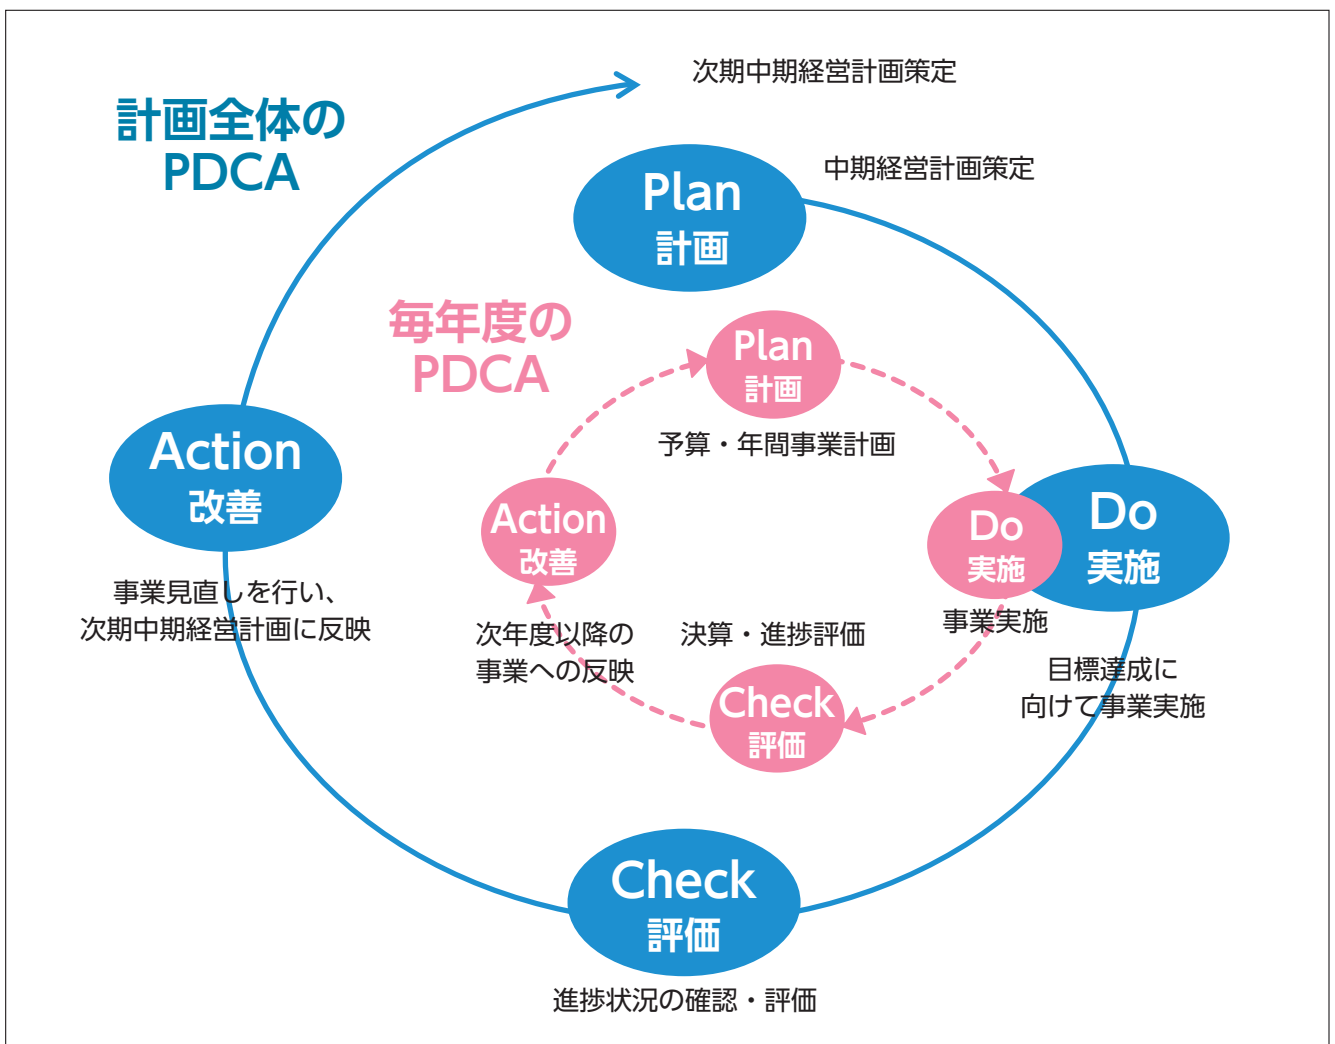 次期中期経営計画策定
計画全体の
PDCA
中期経営計画策定
Plan
計画
毎年度の
PDCA
Plan
計画
予算・年間事業計画
Action
改善
事業見直しを行い、
次期中期経営計画に反映
Action
改善
次年度以降の
事業への反映
Do
実施
事業実施
Do
実施
目標達成に
向けて事業実施
決算・進捗評価
Check
評価
Check
評価
進捗状況の確認・評価